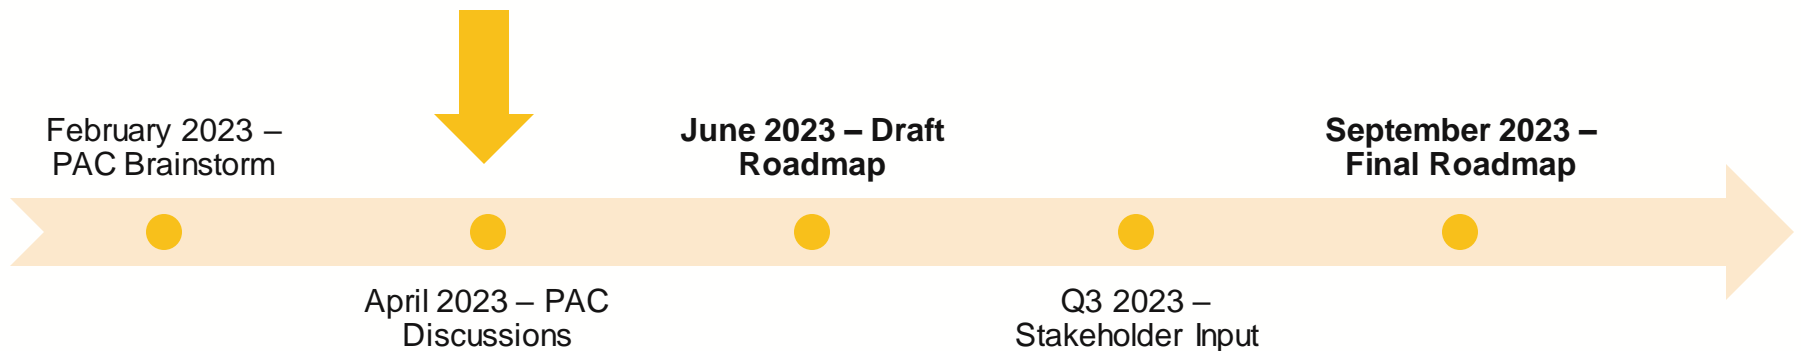 February 2023 –
PAC Brainstorm
April 2023 – PAC
Discussions
June 2023 – Draft
Roadmap
Q3 2023 –
Stakeholder Input
September 2023 –
Final Roadmap